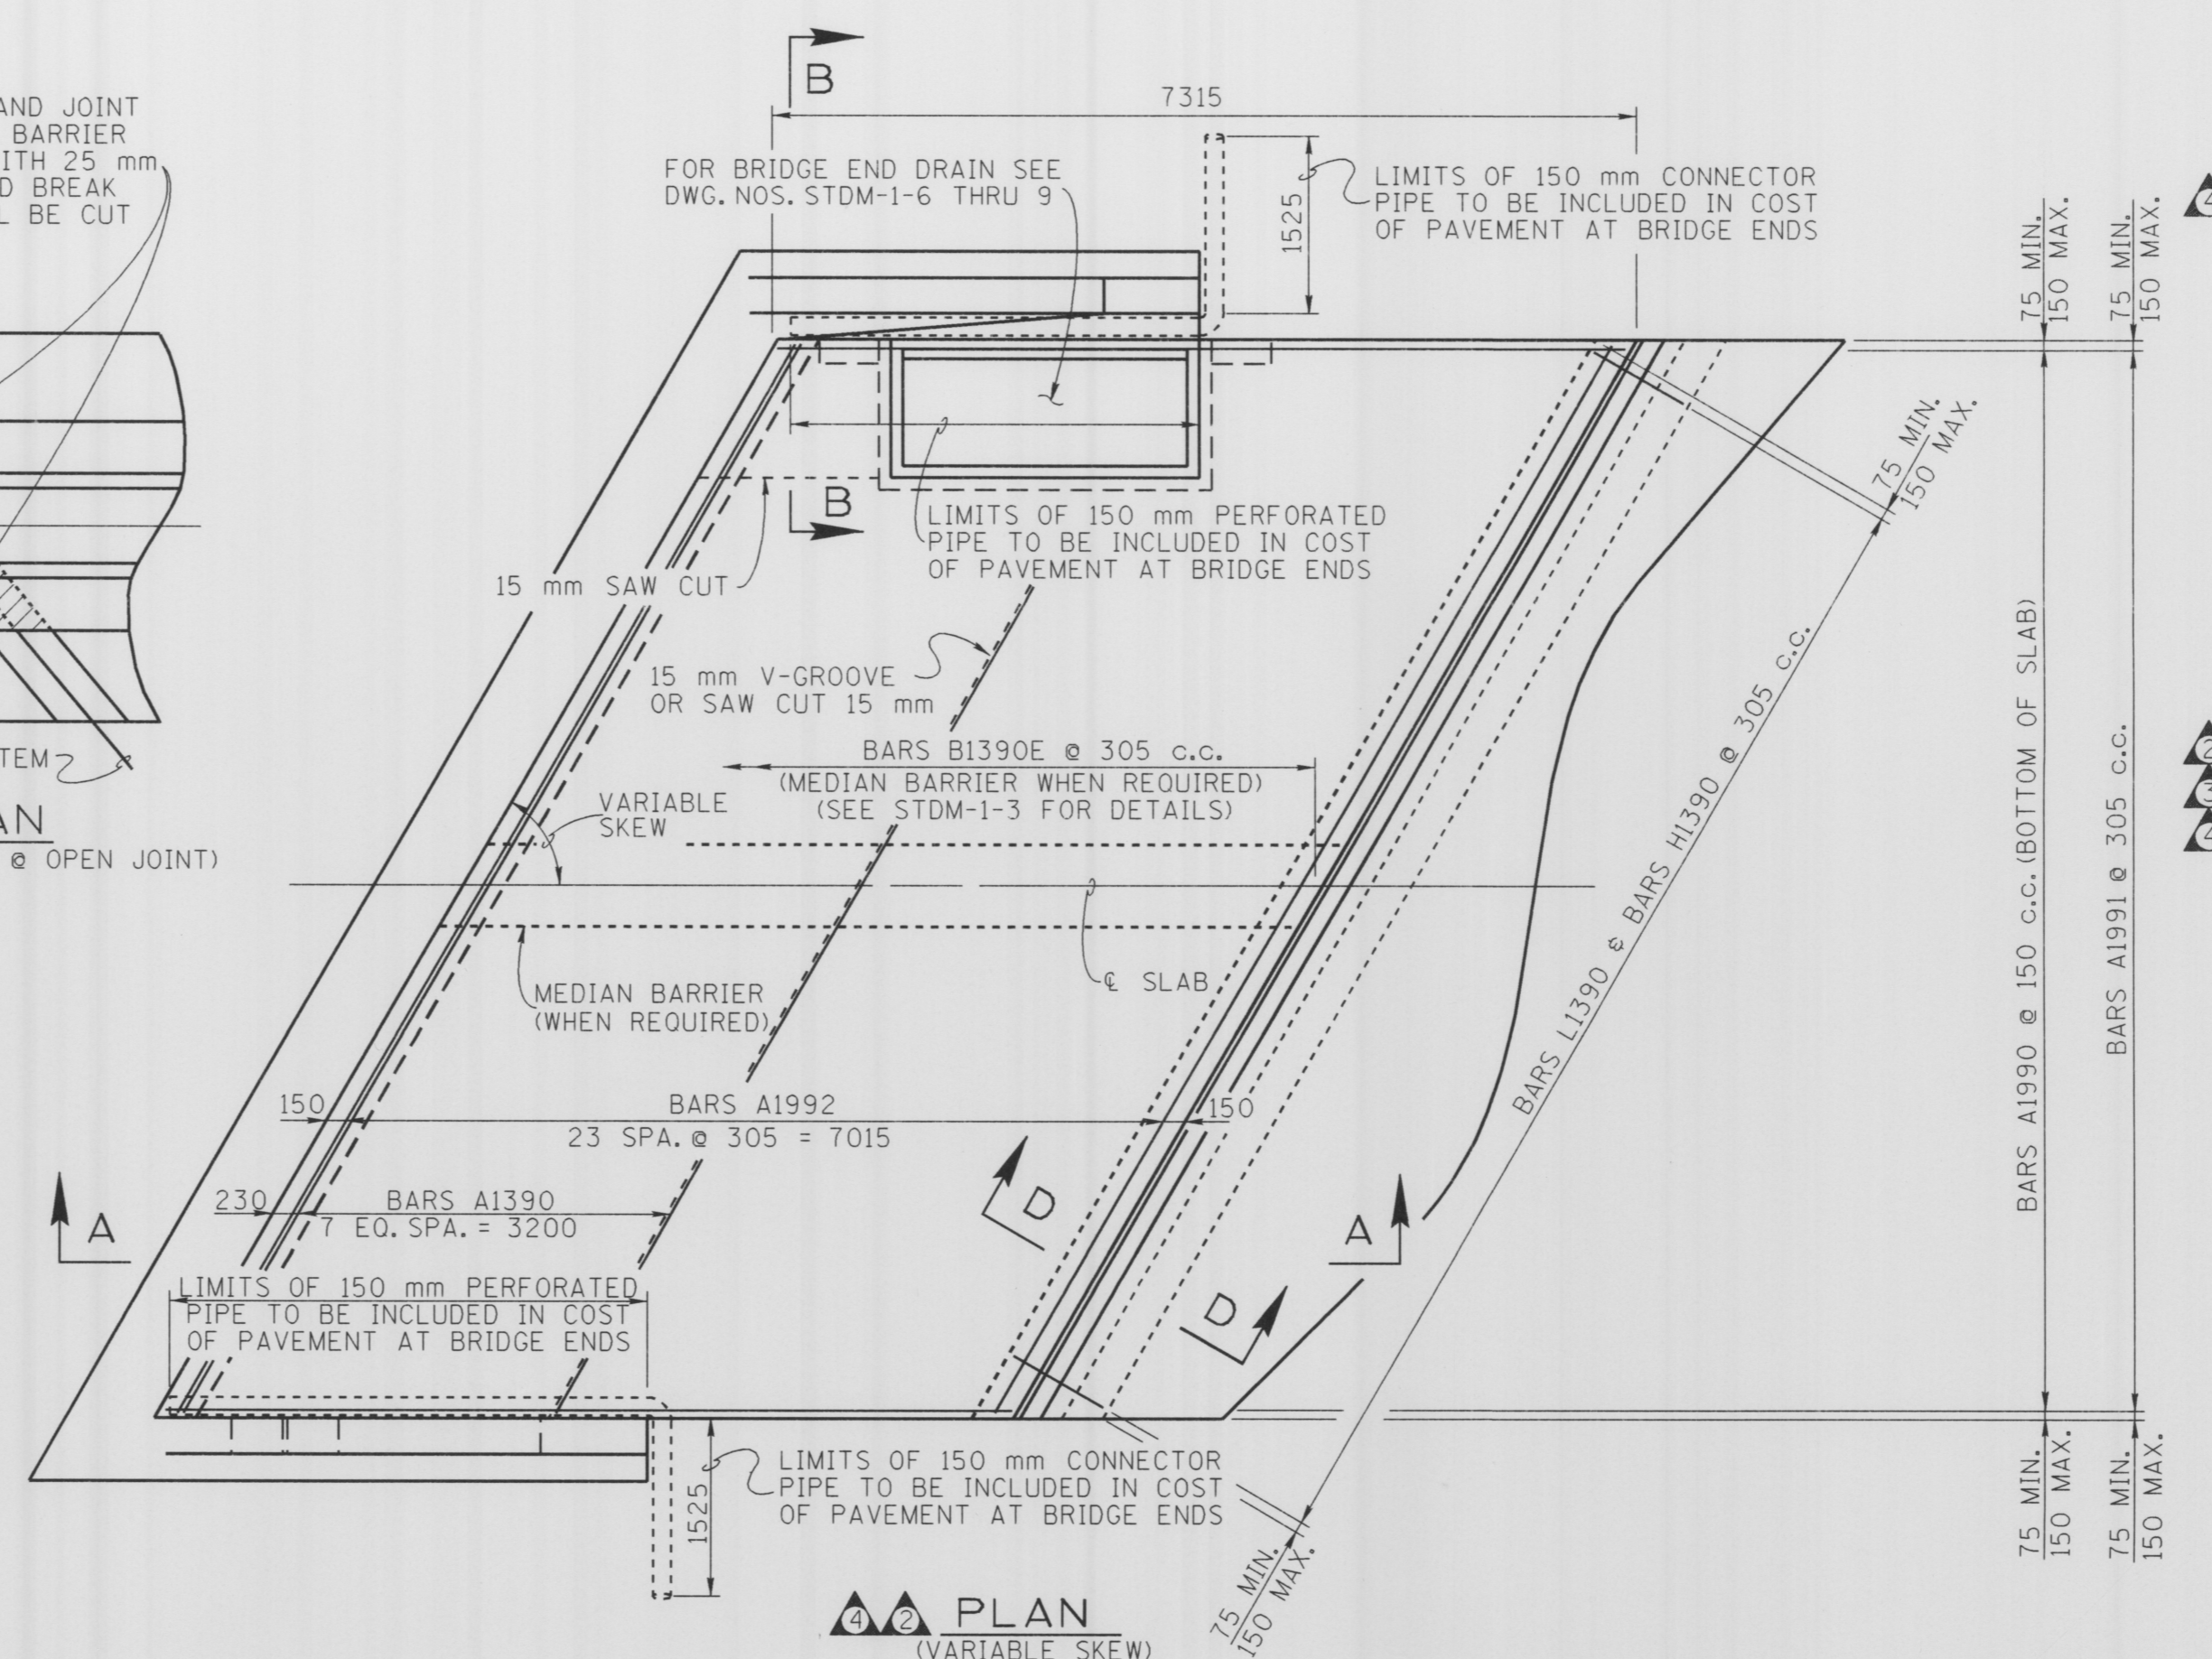 AND JOINT
BARRIER
ITH 25 mm
D BREAK
L BE CUT
TEM
AN
@ OPEN JOINT)
B
7315
FOR BRIDGE END DRAIN SEE
DWG. NOS. STDM-1-6 THRU 9
1525
LIMITS OF 150 mm CONNECTOR
PIPE TO BE INCLUDED IN COST
OF PAVEMENT AT BRIDGE ENDS
75 MIN.
150 MAX.
75 MIN.
150 MAX.
4
75 MIN.
150 MAX.
B
LIMITS OF 150 mm PERFORATED
PIPE TO BE INCLUDED IN COST
OF PAVEMENT AT BRIDGE ENDS
15 mm SAW CUT
15 mm V-GROOVE
OR SAW CUT 15 mm
BARS B1390E @ 305 c.c.
(MEDIAN BARRIER WHEN REQUIRED)
(SEE STDM-1-3 FOR DETAILS)
VARIABLE
SKEW
℄ SLAB
MEDIAN BARRIER
(WHEN REQUIRED)
BARS L1390 & BARS H1390 @ 305 c.c.
BARS A1990 @ 150 c.c. (BOTTOM OF SLAB)
BARS A1991 @ 305 c.c.
2
3
4
150
BARS A1992
23 SPA. @ 305 = 7015
150
230
BARS A1390
7 EQ. SPA. = 3200
A
D
A
D
LIMITS OF 150 mm PERFORATED
PIPE TO BE INCLUDED IN COST
OF PAVEMENT AT BRIDGE ENDS
1525
LIMITS OF 150 mm CONNECTOR
PIPE TO BE INCLUDED IN COST
OF PAVEMENT AT BRIDGE ENDS
75 MIN.
150 MAX.
75 MIN.
150 MAX.
75 MIN.
150 MAX.
4 2 PLAN
(VARIABLE SKEW)